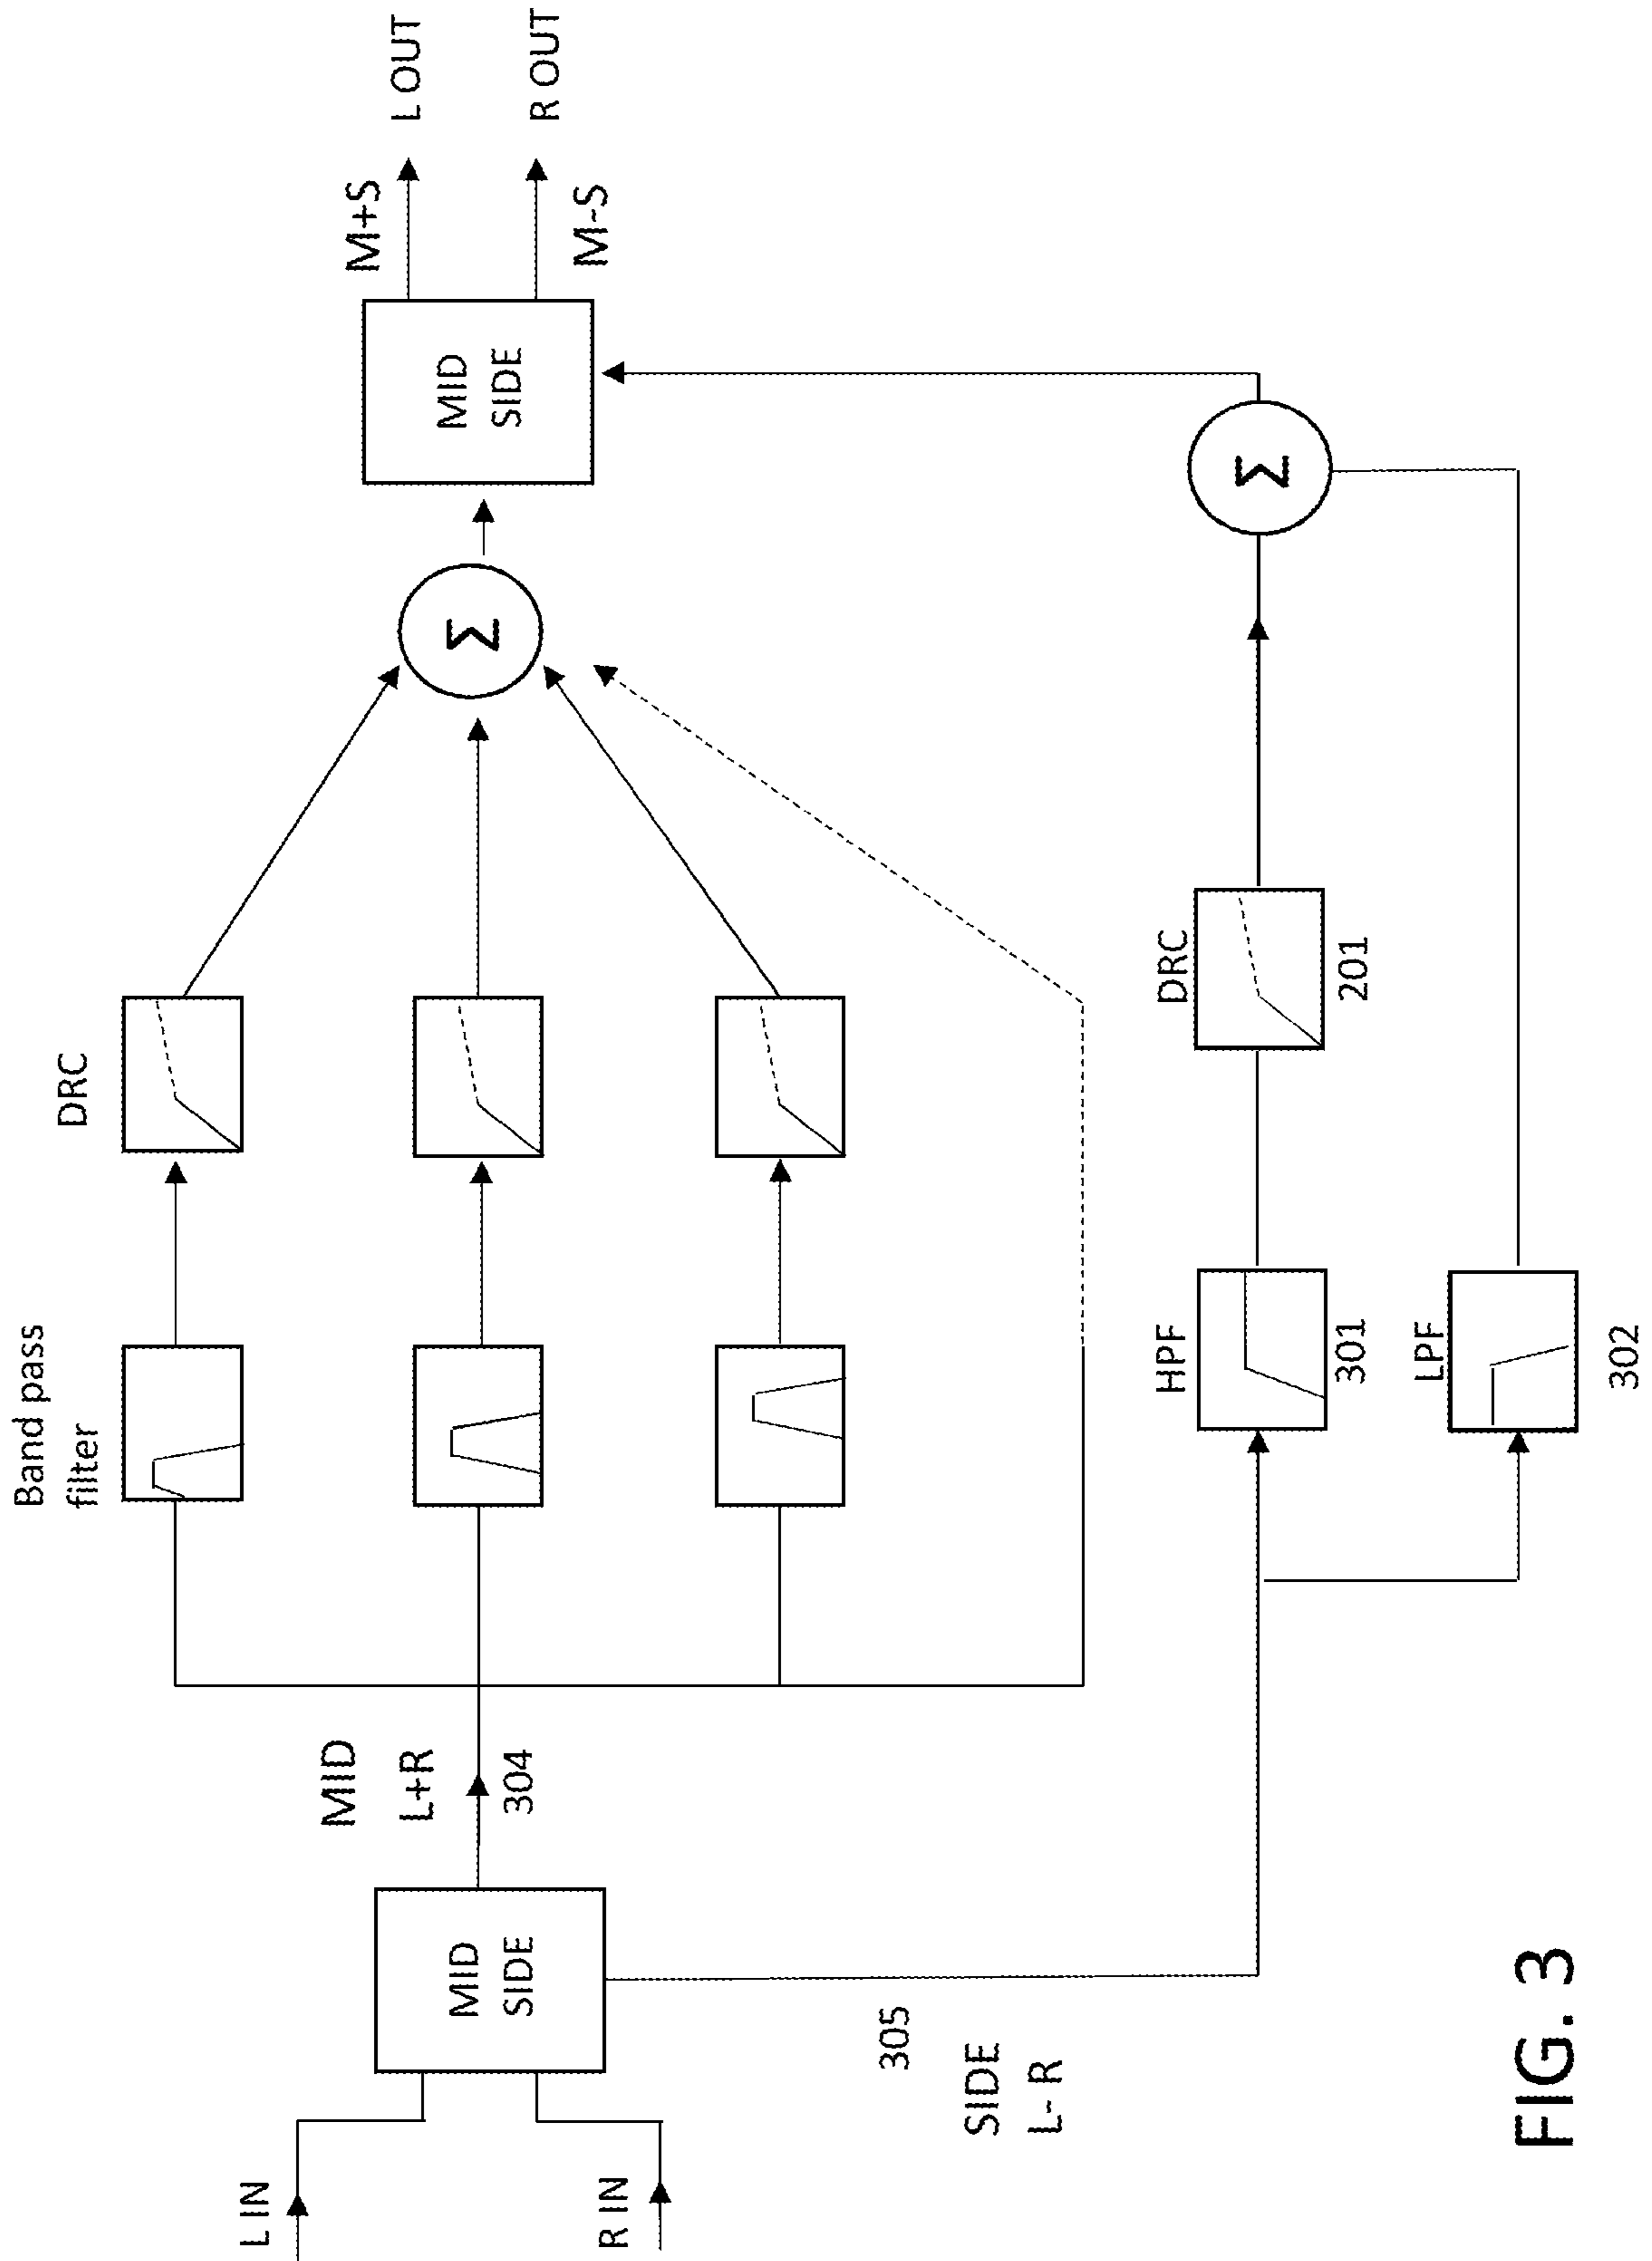 L IN
R IN
MID
SIDE
MID
L+R
304
305
SIDE
L- R
Band pass
filter
DRC
Σ
MID
SIDE
M+S
M-S
L OUT
R OUT
HPF
301
DRC
201
Σ
LPF
302
FIG. 3